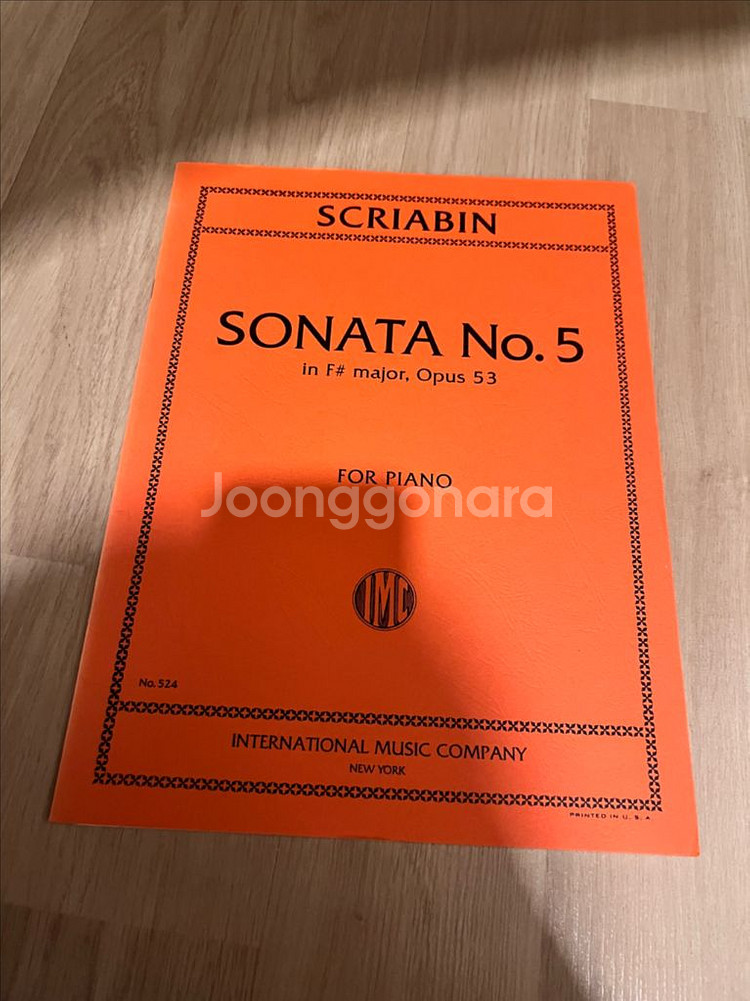 SCRIABIN
SONATA No. 5
in F# major, Opus 53
FOR PIANO
Joonggonara
IMC
No. 524
INTERNATIONAL MUSIC COMPANY
NEW YORK
PRINTED IN U. S. A.